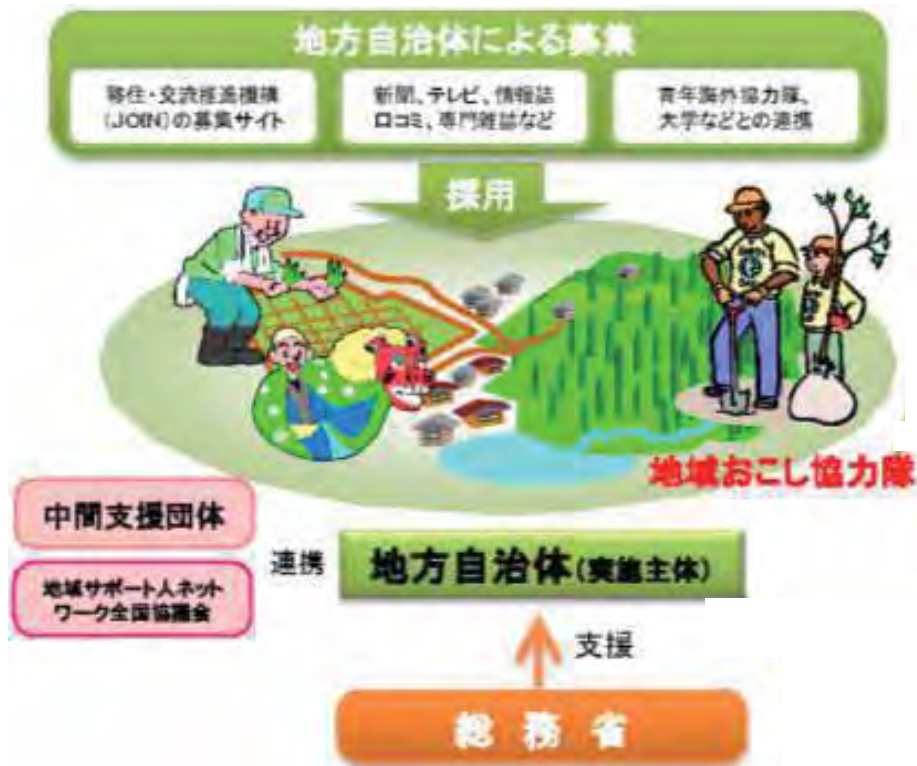 地方自治体による募集
移住・交流推進機構
(JOIN)の募集サイト
新聞、テレビ、情報誌
口コミ、専門雑誌など
青年海外協力隊、
大学などとの連携
採用
地域おこし協力隊
中間支援団体
地域サポート人ネット
ワーク全国協議会
連携
地方自治体(実施主体)
支援
総務省